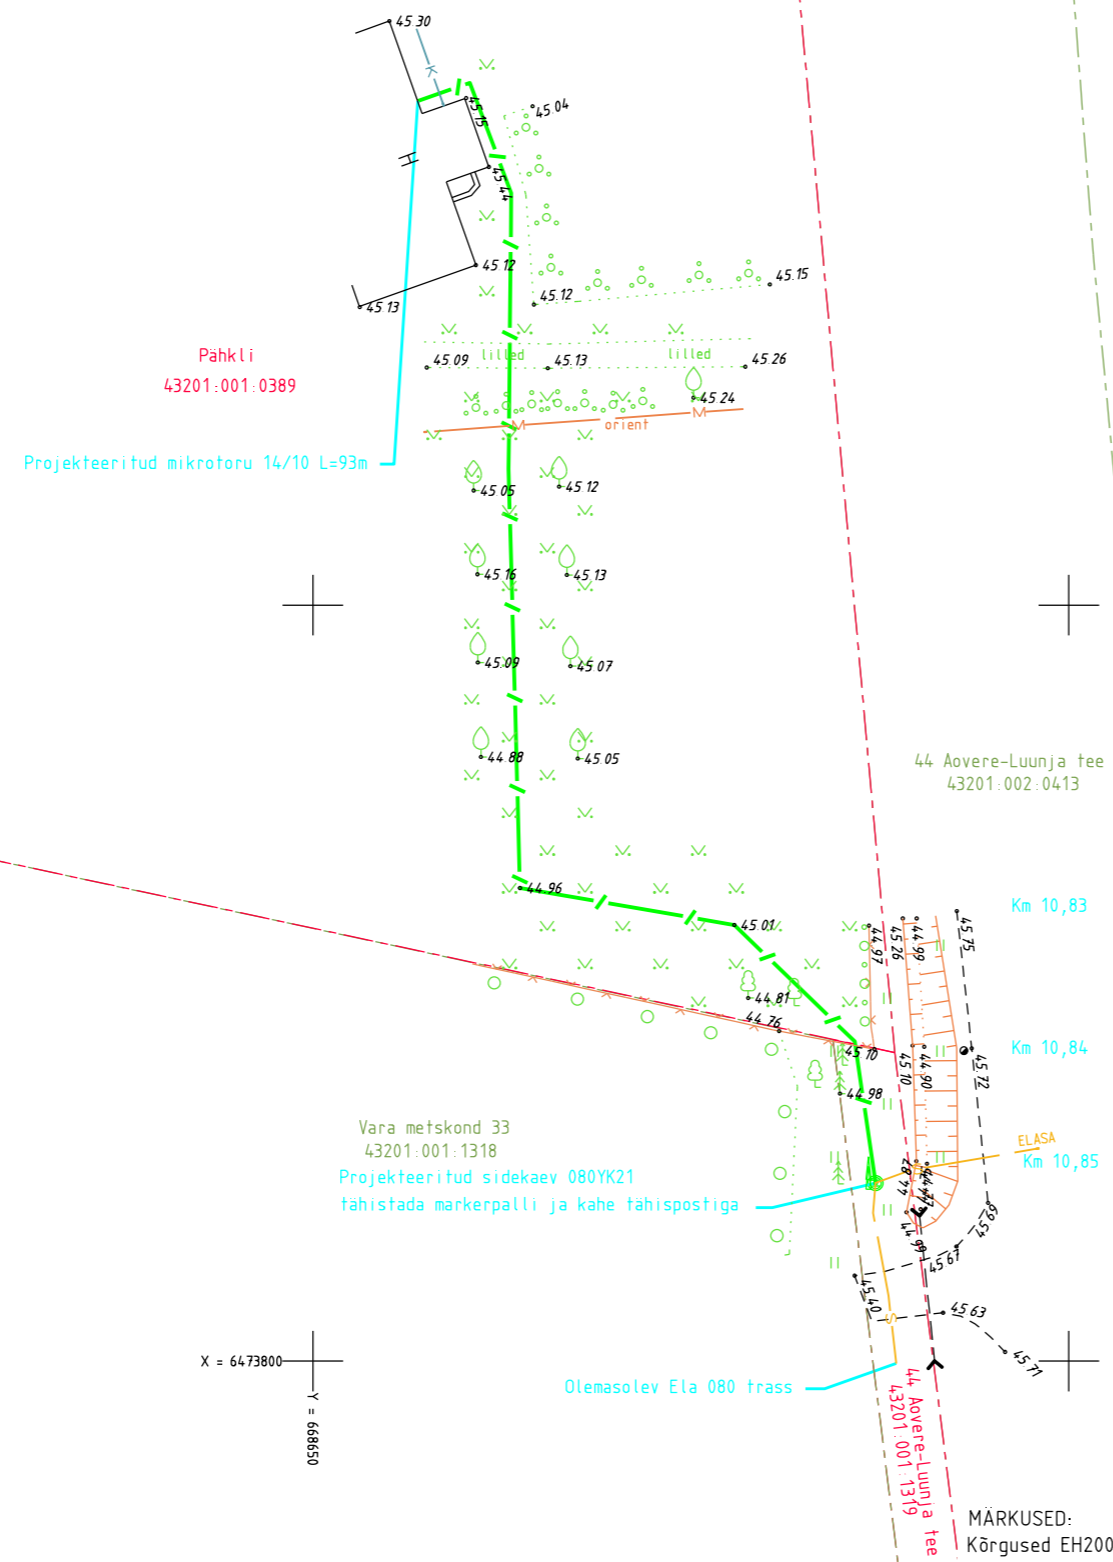 45.30
K
45.15
45.04
H
45.44
45.12
45.13
45.12
45.15
Pähkli
43201:001:0389
45.09
lilled
45.13
lilled
45.26
45.24
M
orient
M
Projekteeritud mikrotoru 14/10 L=93m
45.05
45.12
45.16
45.13
45.09
45.07
44.88
45.05
44 Aovere-Luunja tee
43201:002:0413
44.96
45.01
44.97
45.26
44.99
45.75
Km 10,83
44.81
44.76
45.10
45.10
44.90
45.72
Km 10,84
44.98
Vara metskond 33
43201:001:1318
ELASA
Km 10,85
Projekteeritud sidekaev 080YK21
tähistada markerpalli ja kahe tähispostiga
44.87
44.99
45.69
45.67
45.40
45.63
S
45.71
X = 6473800
Y = 668650
Olemasolev Ela 080 trass
44 Aovere-Luunja tee
43201:001:1319
MÄRKUSED:
Kõrgused EH200